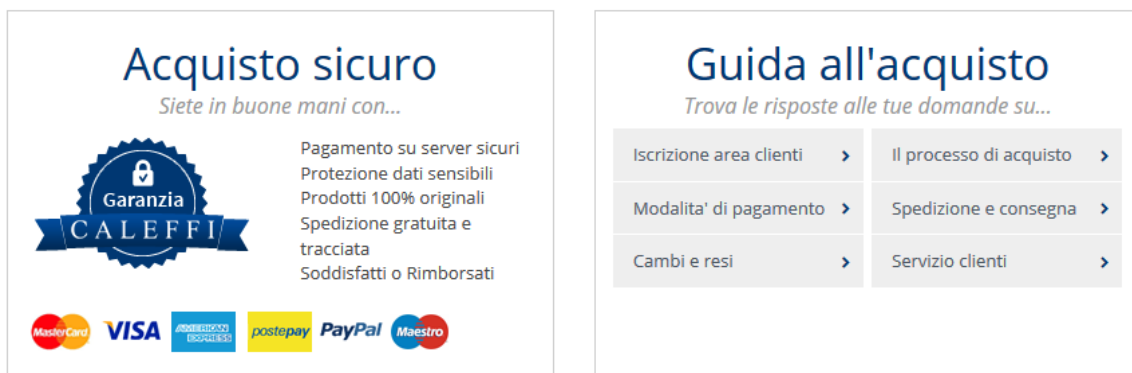 Acquisto sicuro
Siete in buone mani con...
Garanzia
CALEFFI
Pagamento su server sicuri
Protezione dati sensibili
Prodotti 100% originali
Spedizione gratuita e
tracciata
Soddisfatti o Rimborsati
MasterCard
VISA
AMERICAN
EXPRESS
postepay
PayPal
Maestro
Guida all'acquisto
Trova le risposte alle tue domande su...
Iscrizione area clienti
Il processo di acquisto
Modalita' di pagamento
Spedizione e consegna
Cambi e resi
Servizio clienti